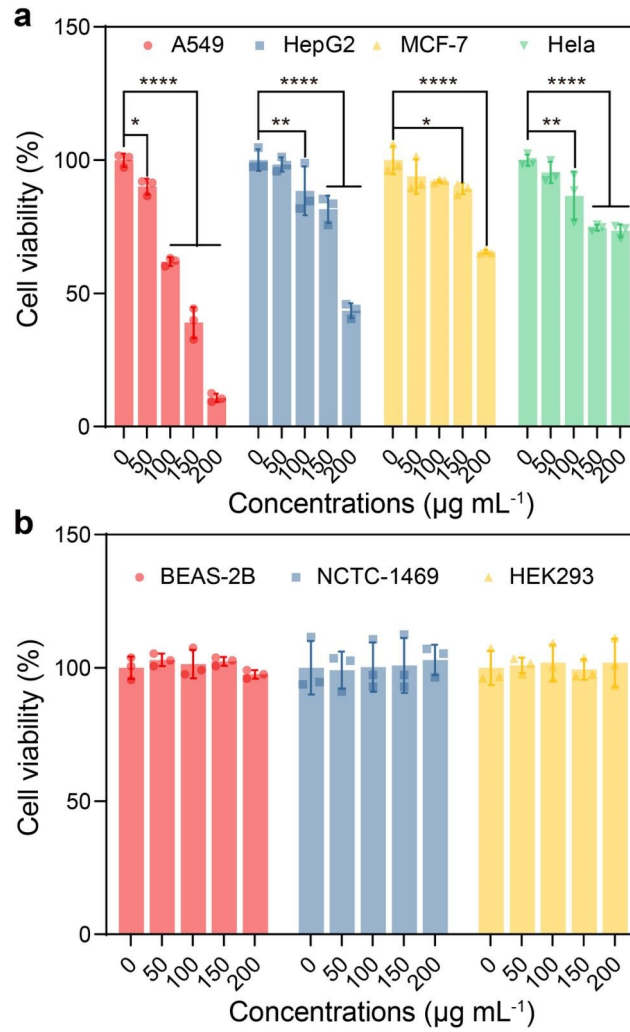 a
A549 HepG2 MCF-7 Hela
**** **** **** ****
* ** * **
Cell viability (%)
150
100
50
0
0 50 100 150 200 0 50 100 150 200 0 50 100 150 200 0 50 100 150 200
Concentrations (µg mL⁻¹)
b
BEAS-2B NCTC-1469 HEK293
Cell viability (%)
150
100
50
0
0 50 100 150 200 0 50 100 150 200 0 50 100 150 200
Concentrations (µg mL⁻¹)